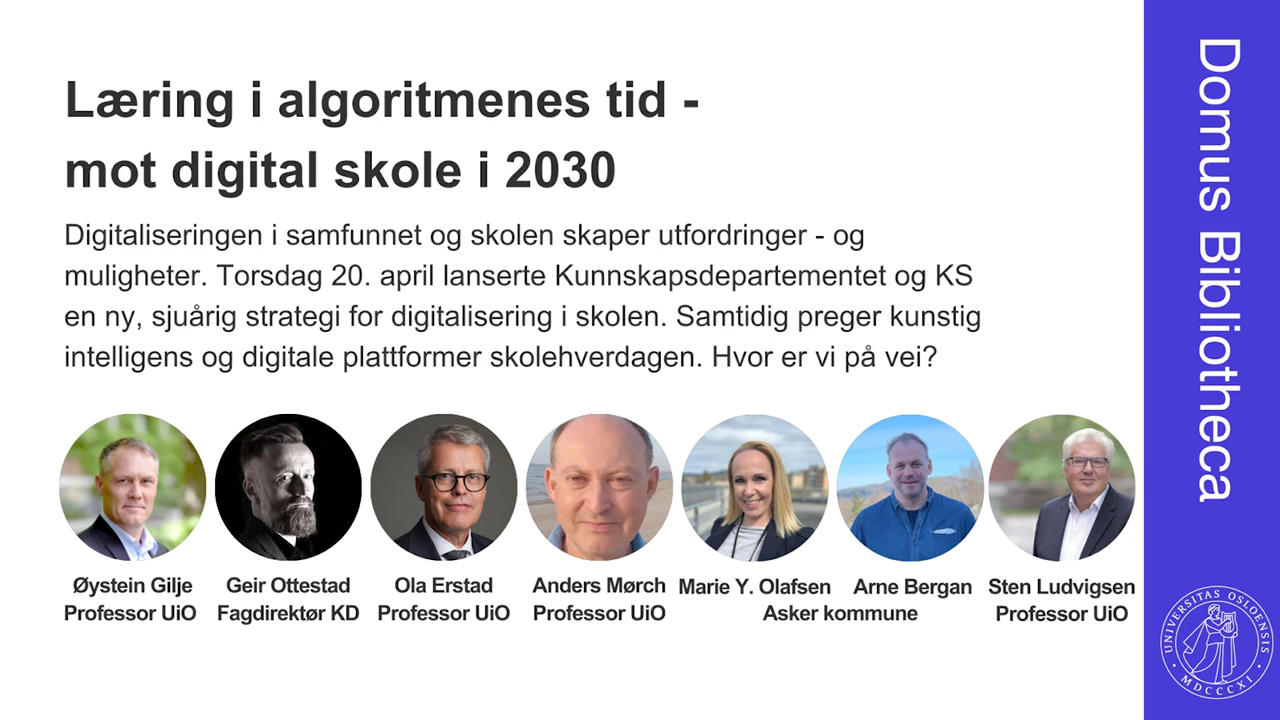 Læring i algoritmenes tid -
mot digital skole i 2030
Digitaliseringen i samfunnet og skolen skaper utfordringer - og
muligheter. Torsdag 20. april lanserte Kunnskapsdepartementet og KS
en ny, sjuårig strategi for digitalisering i skolen. Samtidig preger kunstig
intelligens og digitale plattformer skolehverdagen. Hvor er vi på vei?
Øystein Gilje
Professor UiO
Geir Ottestad
Fagdirektør KD
Ola Erstad
Professor UiO
Anders Mørch
Professor UiO
Marie Y. Olafsen
Arne Bergan
Asker kommune
Sten Ludvigsen
Professor UiO
Domus Bibliotheca
UNIVERSITAS OSLOENSIS
MDCCCXI